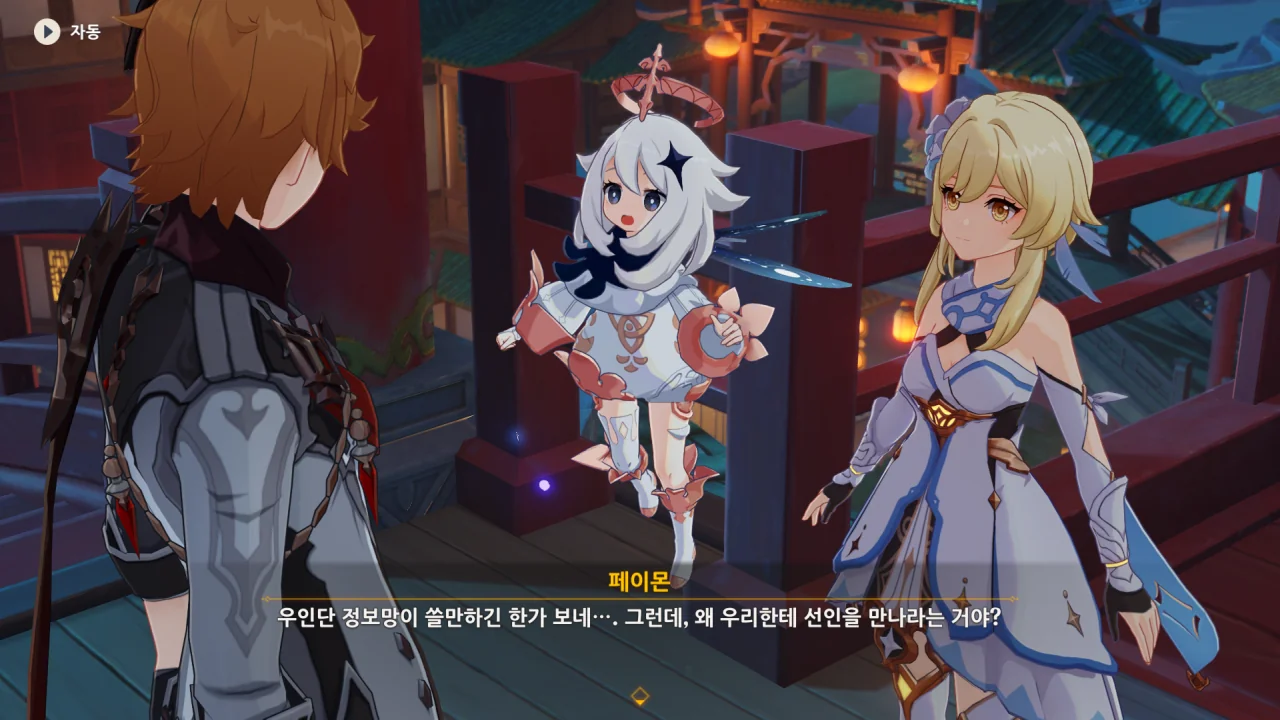 자동
페이몬
우인단 정보망이 쓸만하긴 한가 보네…. 그런데, 왜 우리한테 선인을 만나라는 거야?